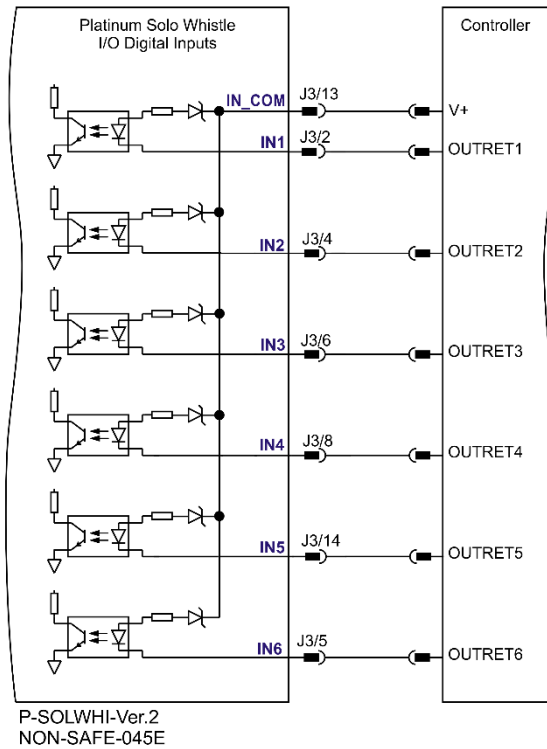 Platinum Solo Whistle
I/O Digital Inputs
Controller
IN_COM
J3/13
V+
IN1
J3/2
OUTRET1
IN2
J3/4
OUTRET2
IN3
J3/6
OUTRET3
IN4
J3/8
OUTRET4
IN5
J3/14
OUTRET5
IN6
J3/5
OUTRET6
P-SOLWHI-Ver.2
NON-SAFE-045E